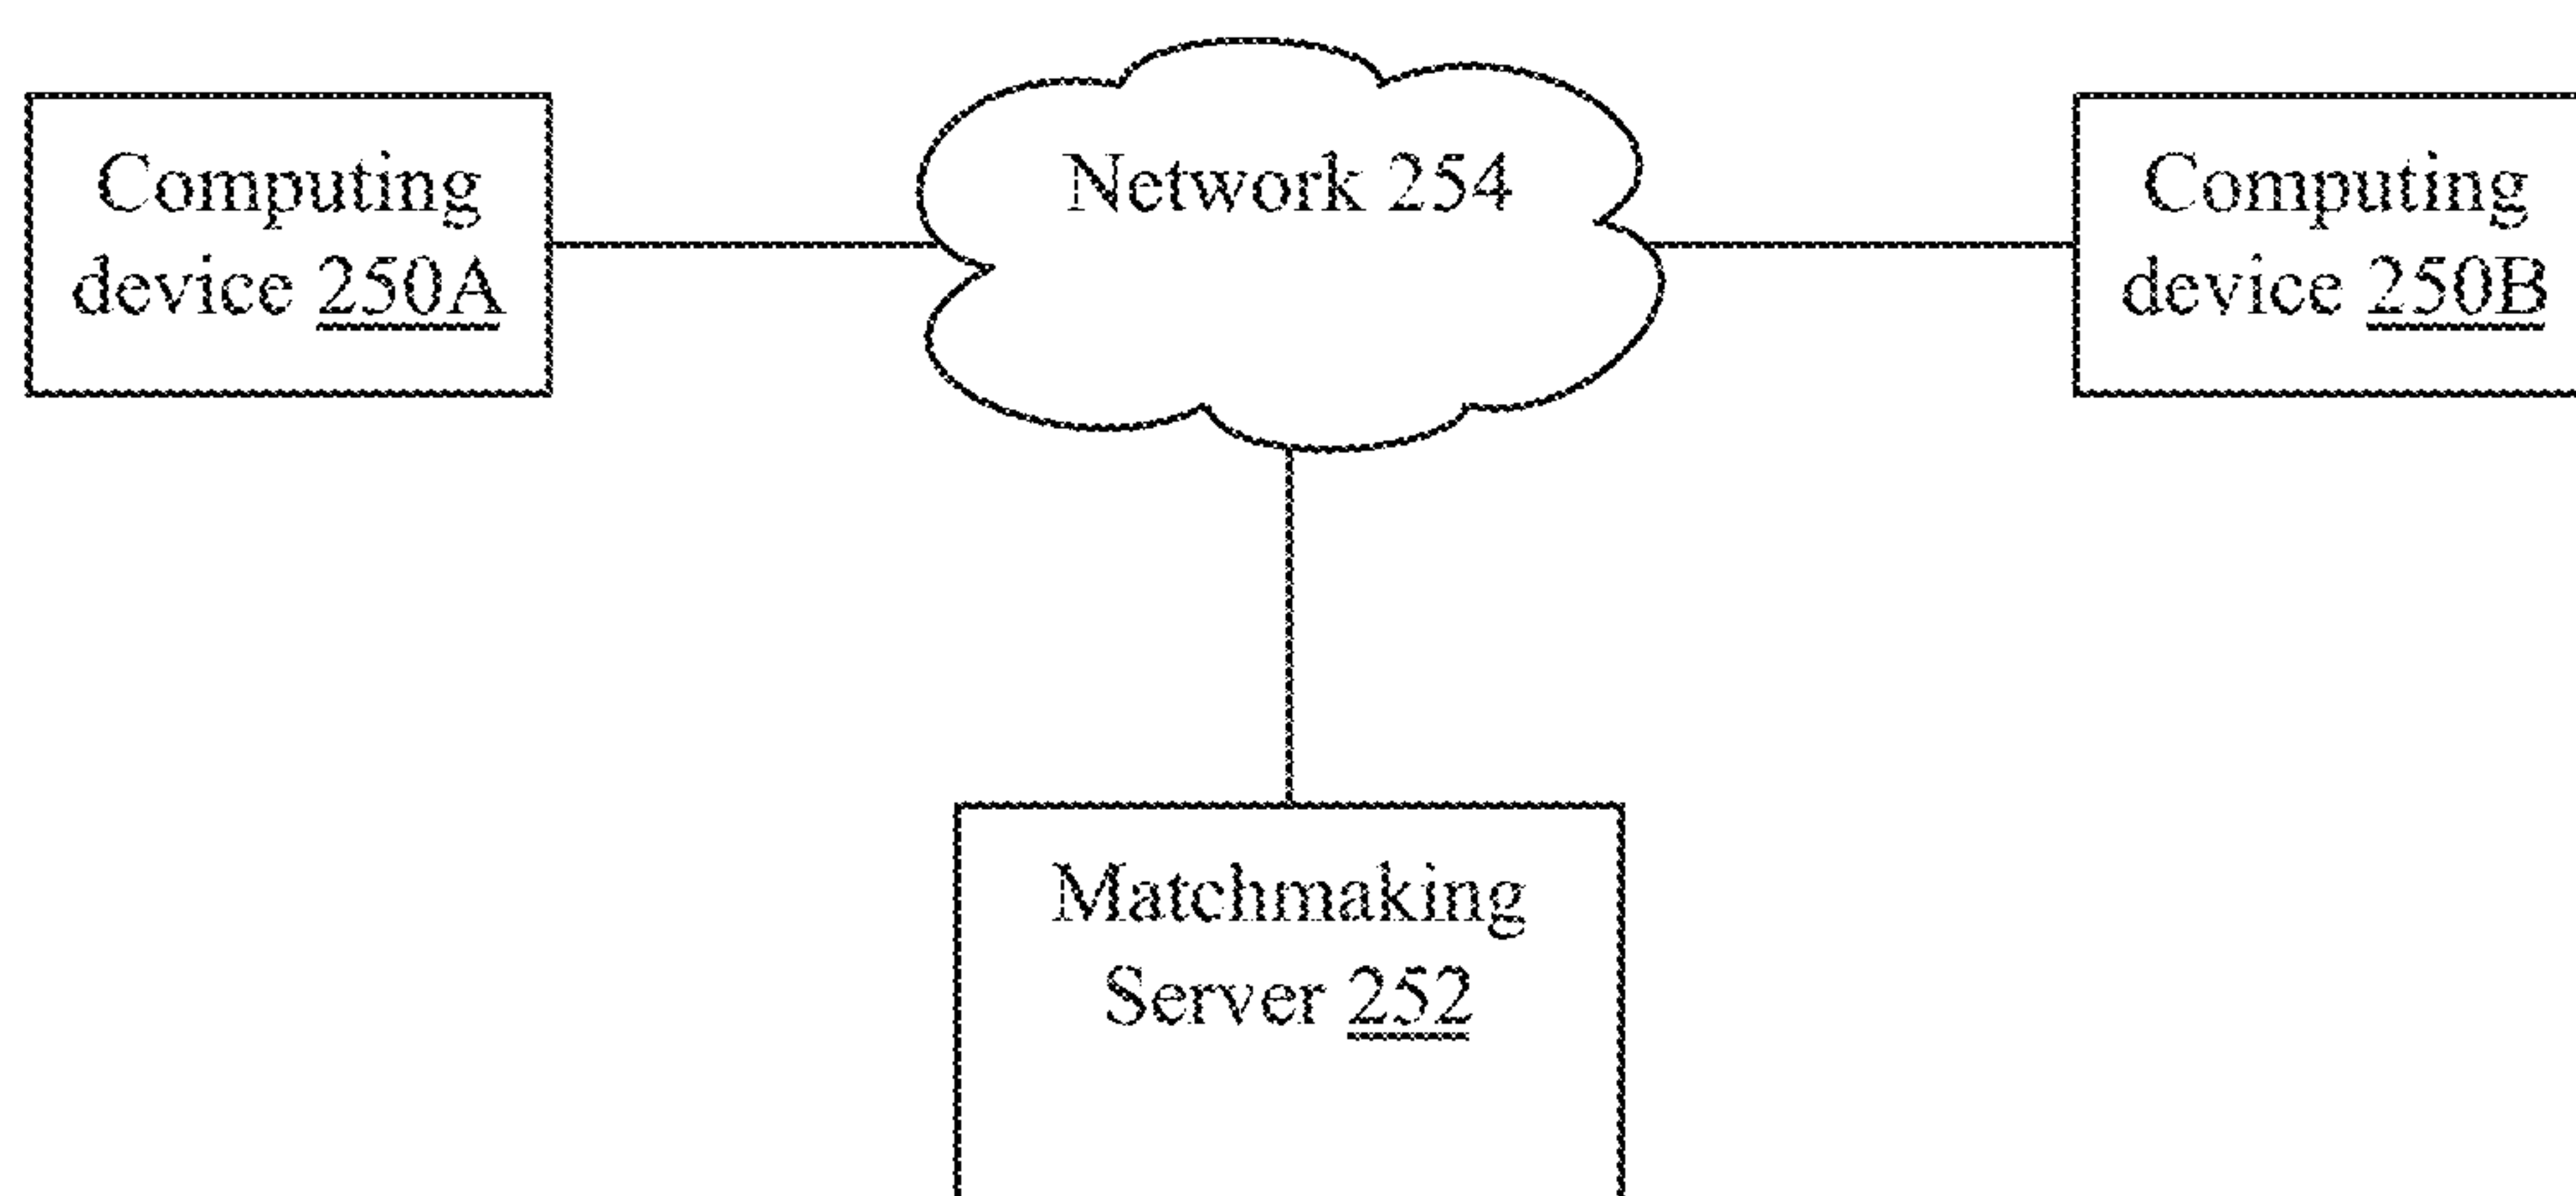 Computing
device 250A
Network 254
Computing
device 250B
Matchmaking
Server 252